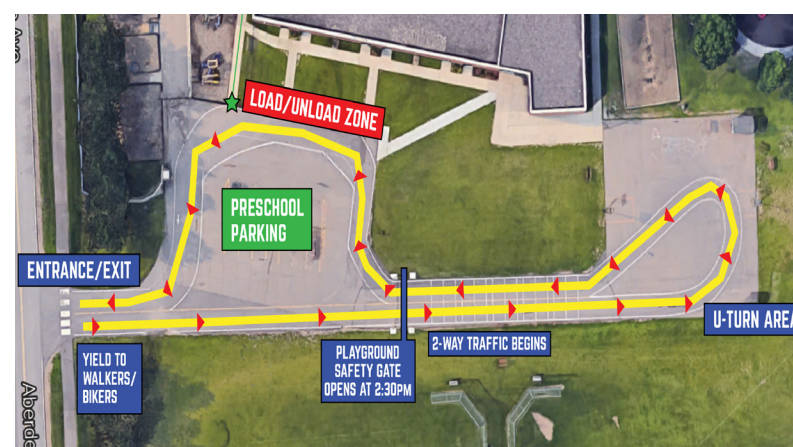 LOAD/UNLOAD ZONE
PRESCHOOL
PARKING
ENTRANCE/EXIT
U-TURN AREA
2-WAY TRAFFIC BEGINS
YIELD TO
WALKERS/
BIKERS
PLAYGROUND
SAFETY GATE
OPENS AT 2:30PM
Aberde